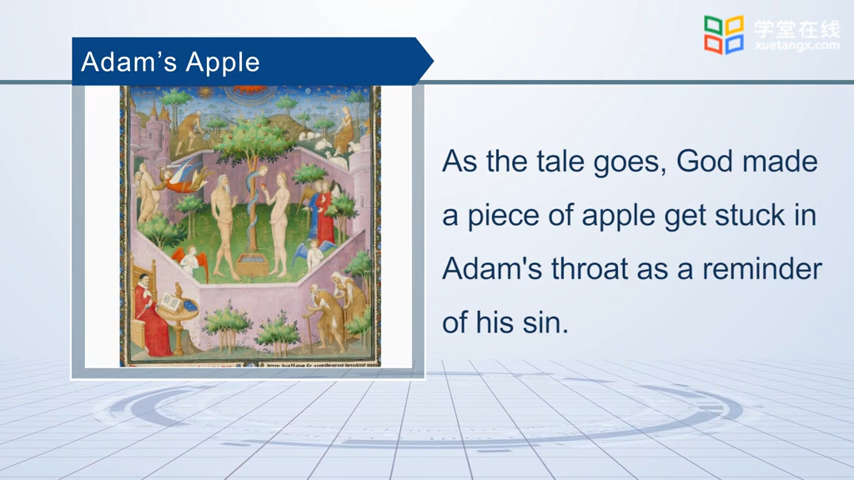 学堂在线
xuetangx.com
Adam's Apple
As the tale goes, God made
a piece of apple get stuck in
Adam's throat as a reminder
of his sin.